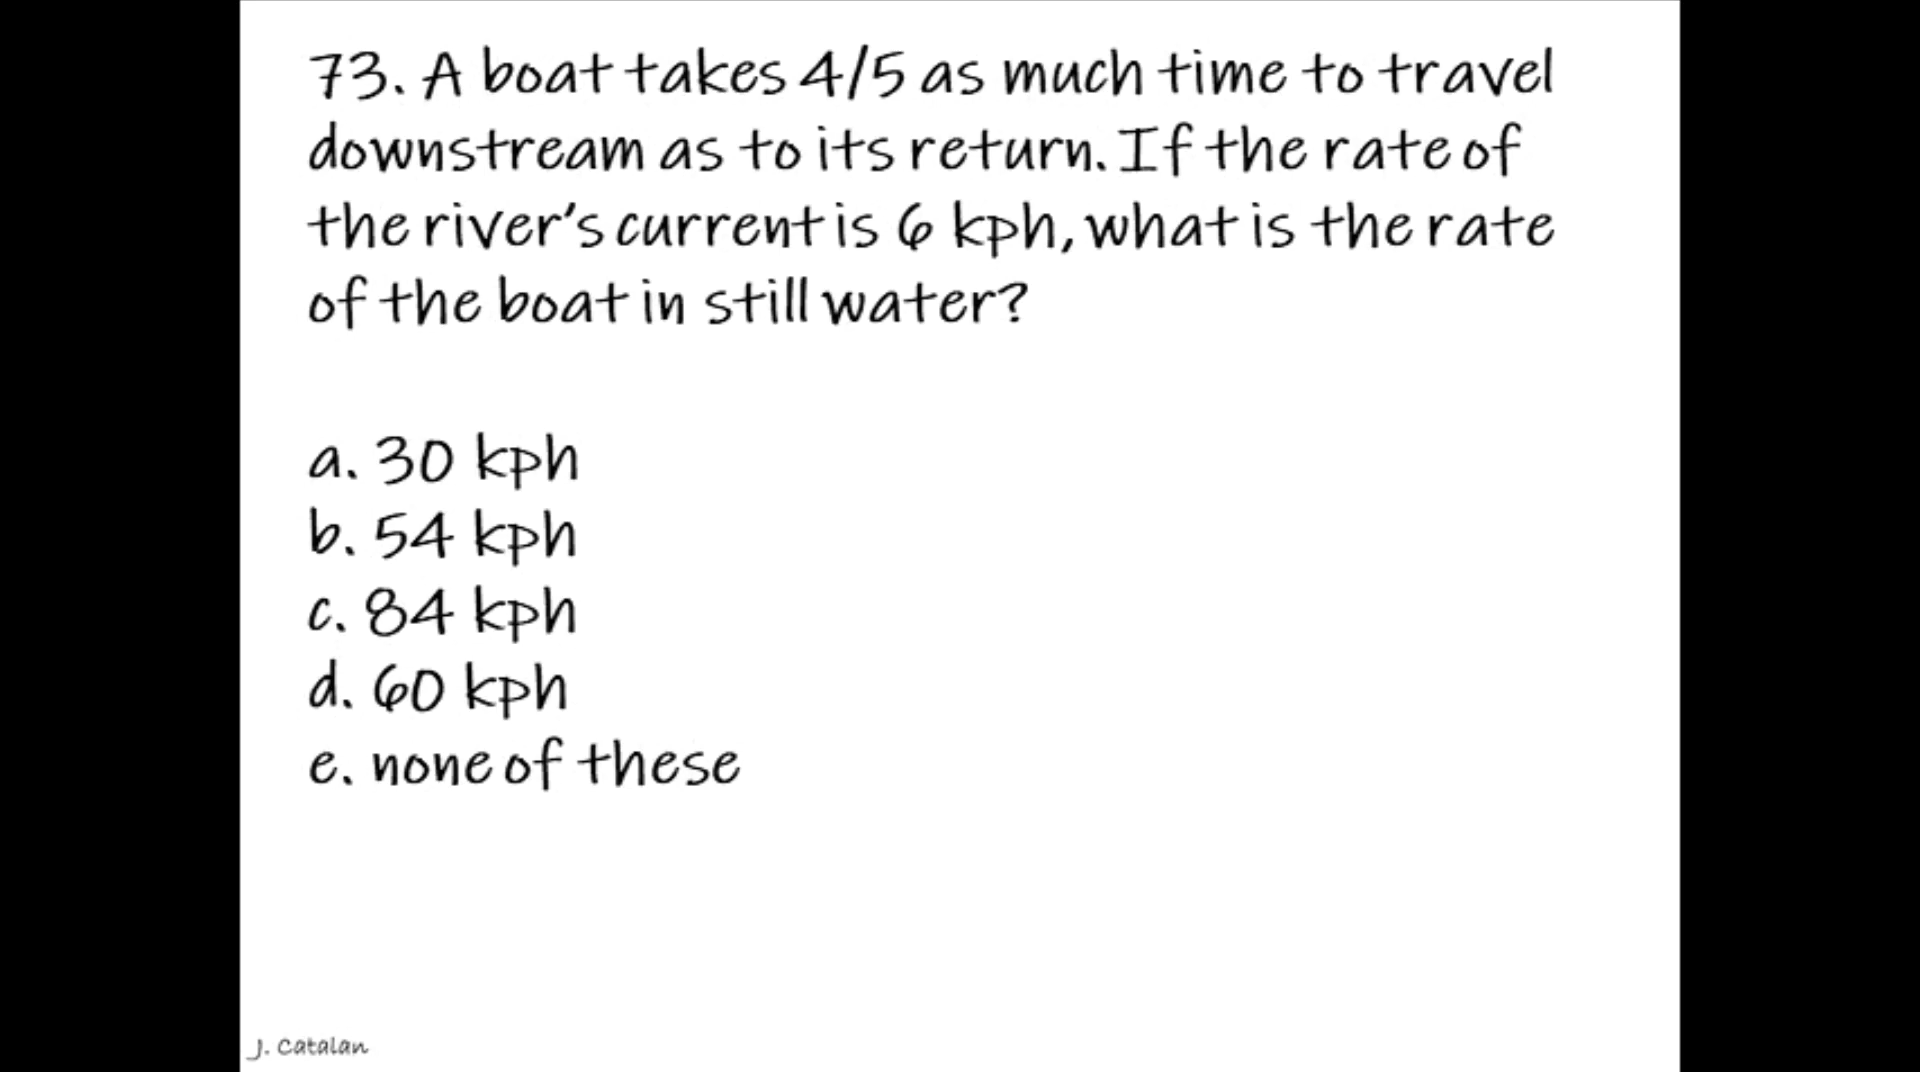 73. A boat takes 4/5 as much time to travel
downstream as to its return. If the rate of
the river's current is 6 kph, what is the rate
of the boat in still water?
a. 30 kph
b. 54 kph
c. 84 kph
d. 60 kph
e. none of these
J. Catalan